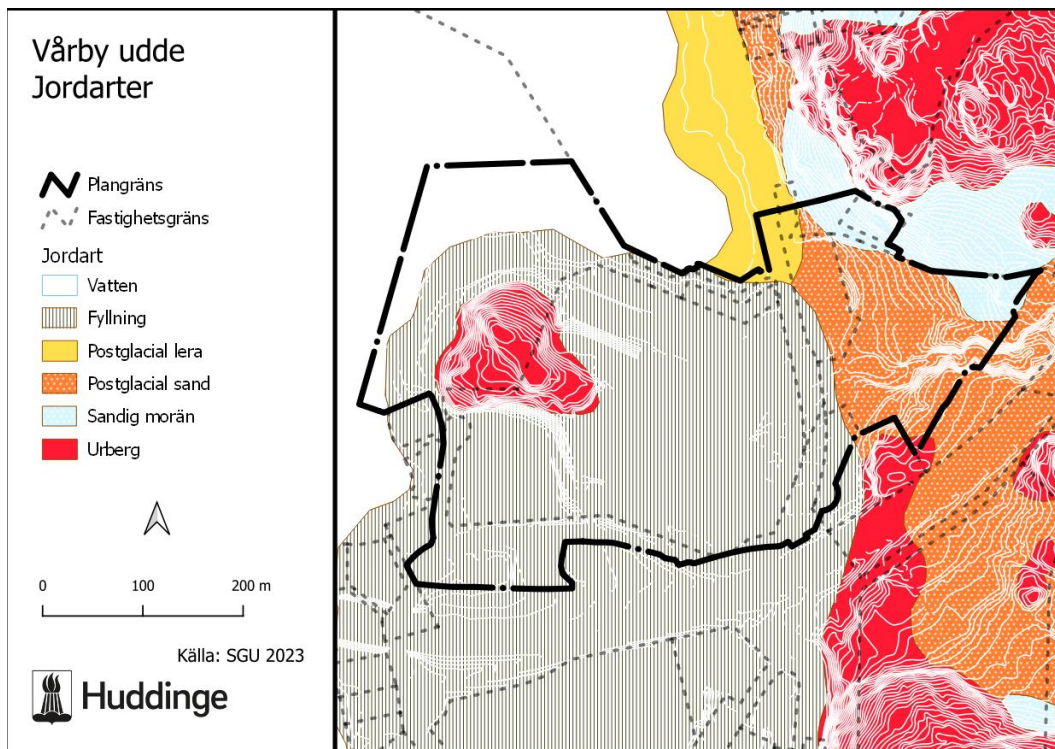 Vårby udde
Jordarter
Plangräns
Fastighetsgräns
Jordart
Vatten
Fyllning
Postglacial lera
Postglacial sand
Sandig morän
Urberg
0 100 200 m
Källa: SGU 2023
Huddinge